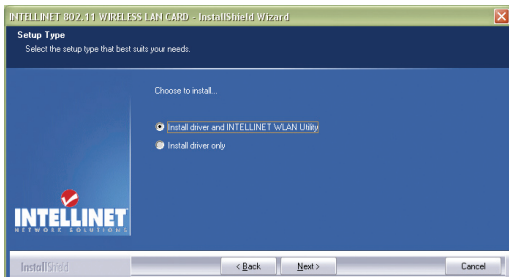 INTELLINET 802.11 WIRELESS LAN CARD - InstallShield Wizard
Setup Type
Select the setup type that best suits your needs.
Choose to install...
Install driver and INTELLINET WLAN Utility
Install driver only
INTELLINET
NETWORK SOLUTIONS
InstallShield
< Back
Next >
Cancel